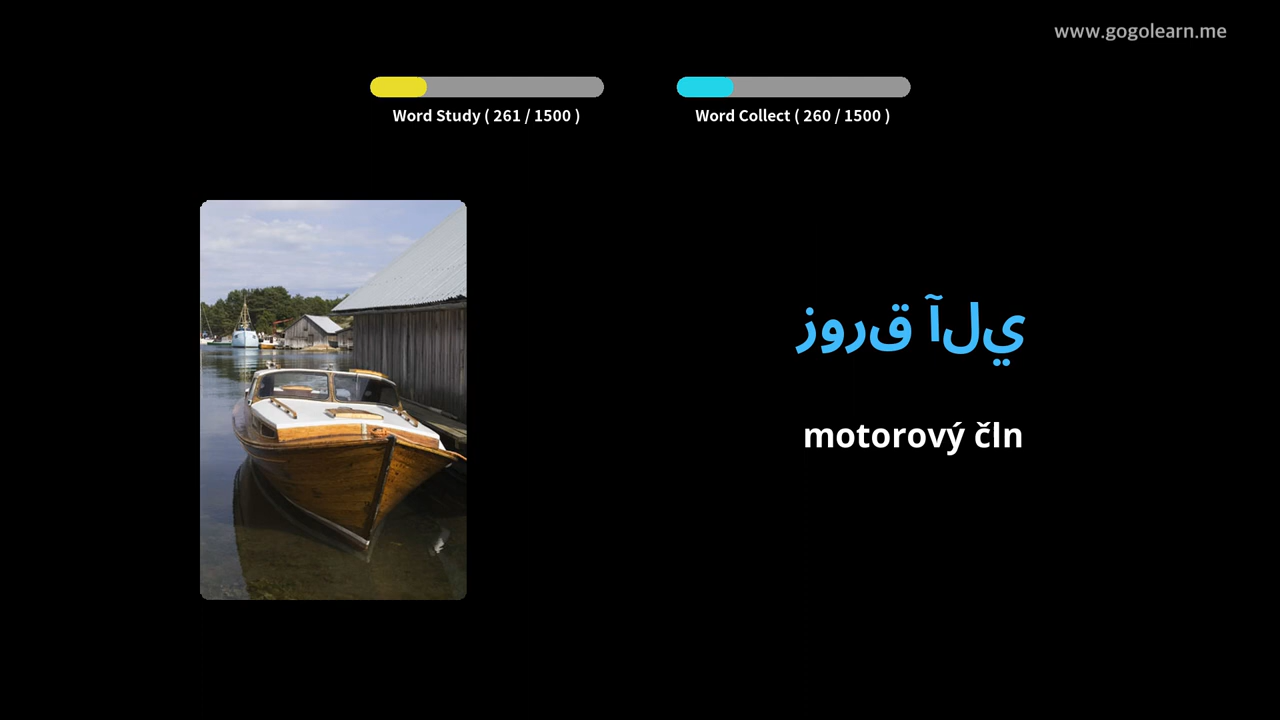 www.gogolearn.me
Word Study ( 261 / 1500 )
Word Collect ( 260 / 1500 )
زورق آلي
motorový čln